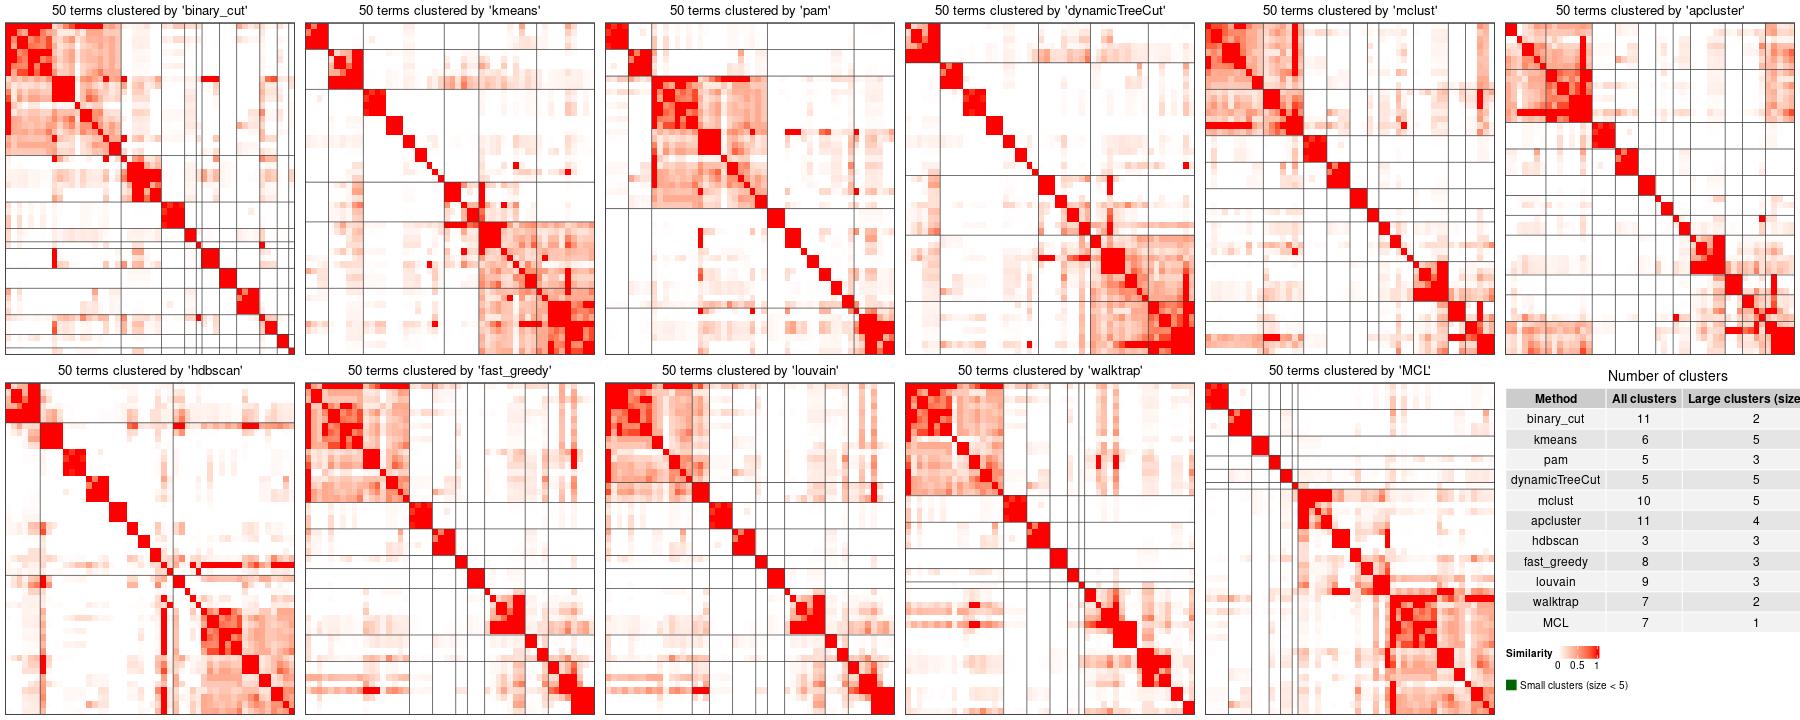 50 terms clustered by 'binary_cut'
50 terms clustered by 'kmeans'
50 terms clustered by 'pam'
50 terms clustered by 'dynamicTreeCut'
50 terms clustered by 'mclust'
50 terms clustered by 'apcluster'
50 terms clustered by 'hdbscan'
50 terms clustered by 'fast_greedy'
50 terms clustered by 'louvain'
50 terms clustered by 'walktrap'
50 terms clustered by 'MCL'
Number of clusters
Method All clusters Large clusters (size
binary_cut 11 2
kmeans 6 5
pam 5 3
dynamicTreeCut 5 5
mclust 10 5
apcluster 11 4
hdbscan 3 3
fast_greedy 8 3
louvain 9 3
walktrap 7 2
MCL 7 1
Similarity
0 0.5 1
Small clusters (size < 5)